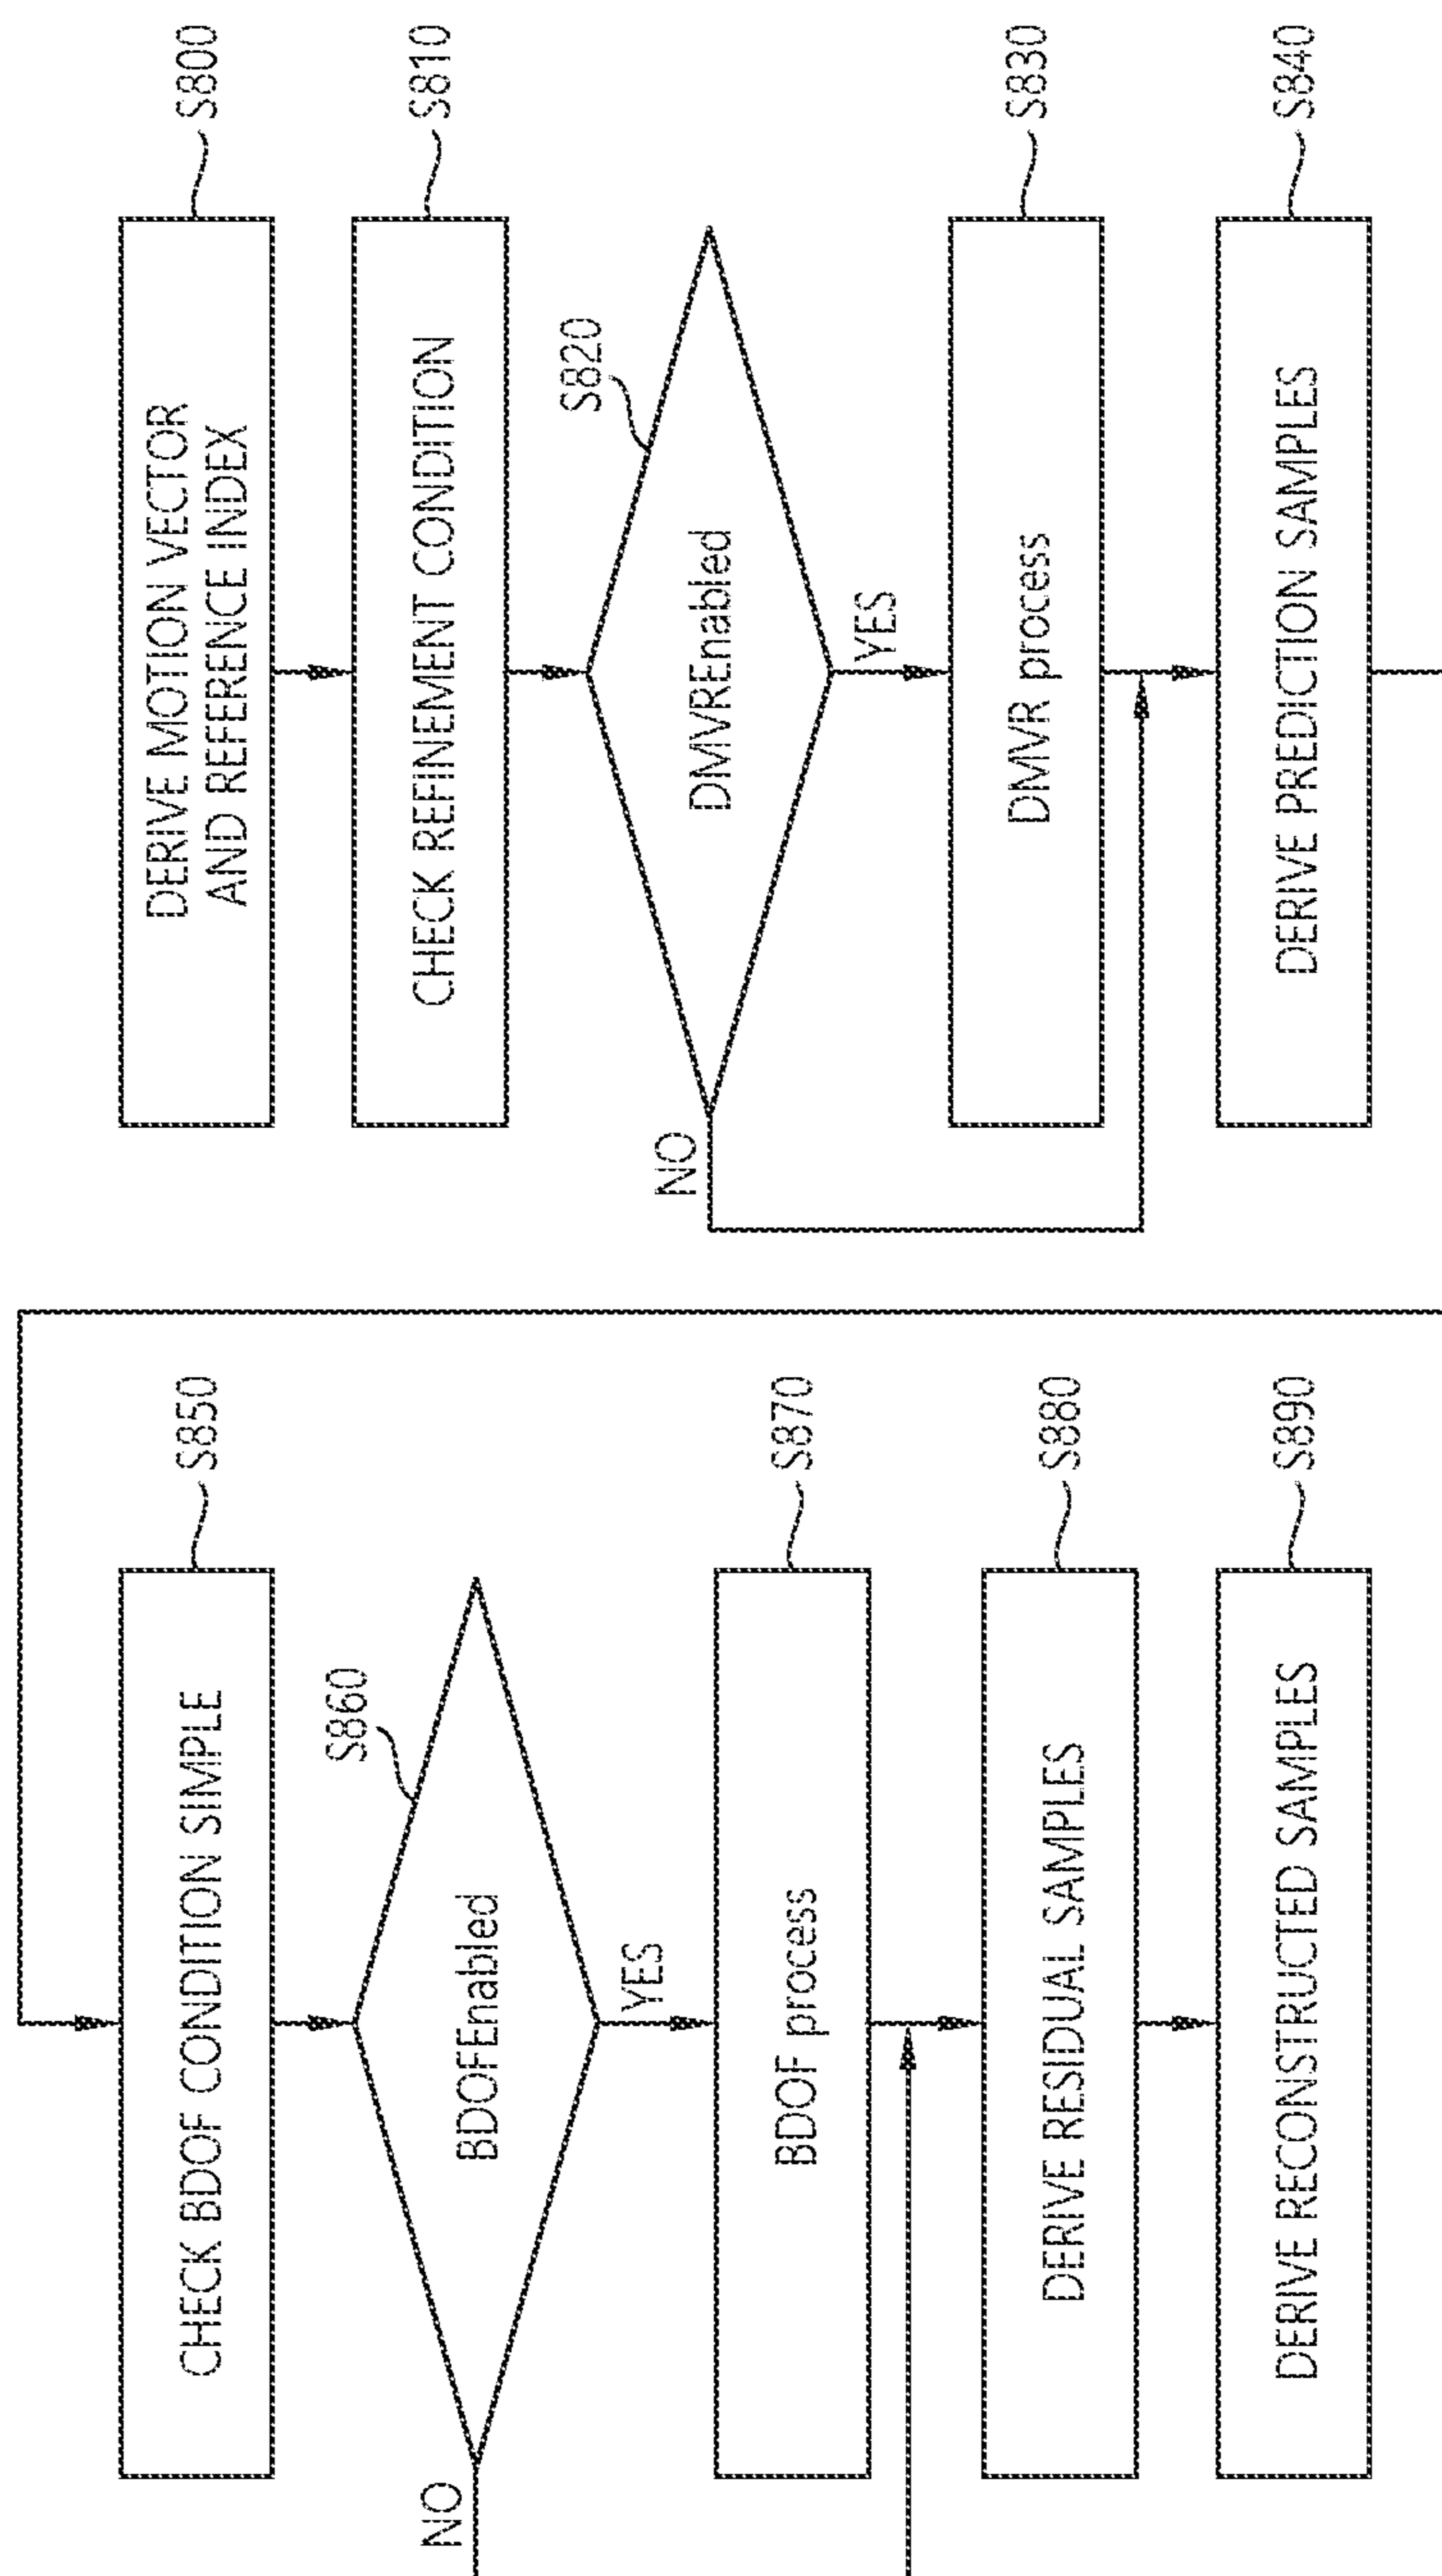 DERIVE MOTION VECTOR
AND REFERENCE INDEX
S800
CHECK REFINEMENT CONDITION
S810
DMVREnabled
S820
NO
YES
DMVR process
S830
DERIVE PREDICTION SAMPLES
S840
CHECK BDOF CONDITION SIMPLE
S850
BDOFEnabled
S860
NO
YES
BDOF process
S870
DERIVE RESIDUAL SAMPLES
S880
DERIVE RECONSTRUCTED SAMPLES
S890